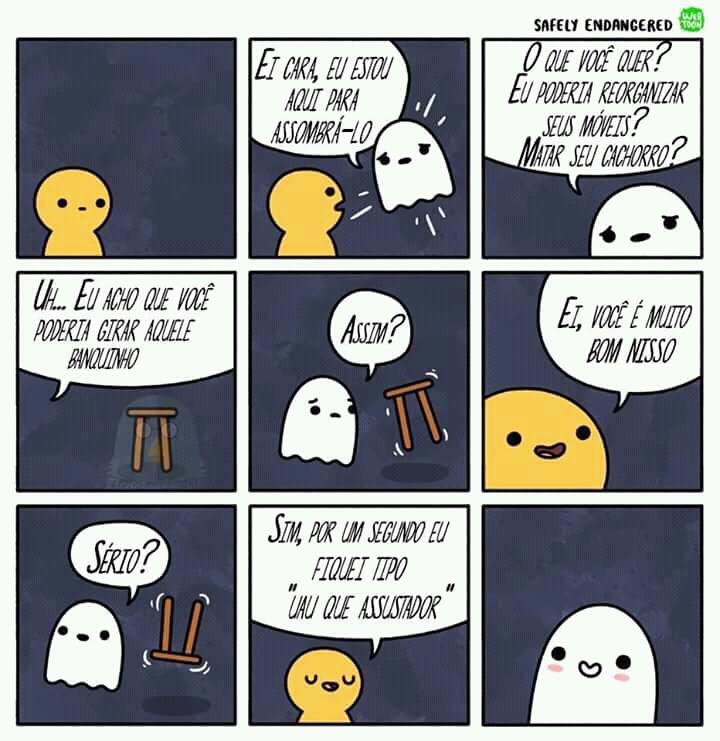 SAFELY ENDANGERED
WEB
TOON
EI CARA, EU ESTOU
AQUI PARA
ASSOMBRÁ-LO
O QUE VOCÊ QUER?
EU PODERIA REORGANIZAR
SEUS MÓVEIS?
MATAR SEU CACHORRO?
UH... EU ACHO QUE VOCÊ
PODERIA GIRAR AQUELE
BANQUINHO
ASSIM?
EI, VOCÊ É MUITO
BOM NISSO
SÉRIO?
SIM, POR UM SEGUNDO EU
FIQUEI TIPO
"UAU QUE ASSUSTADOR"